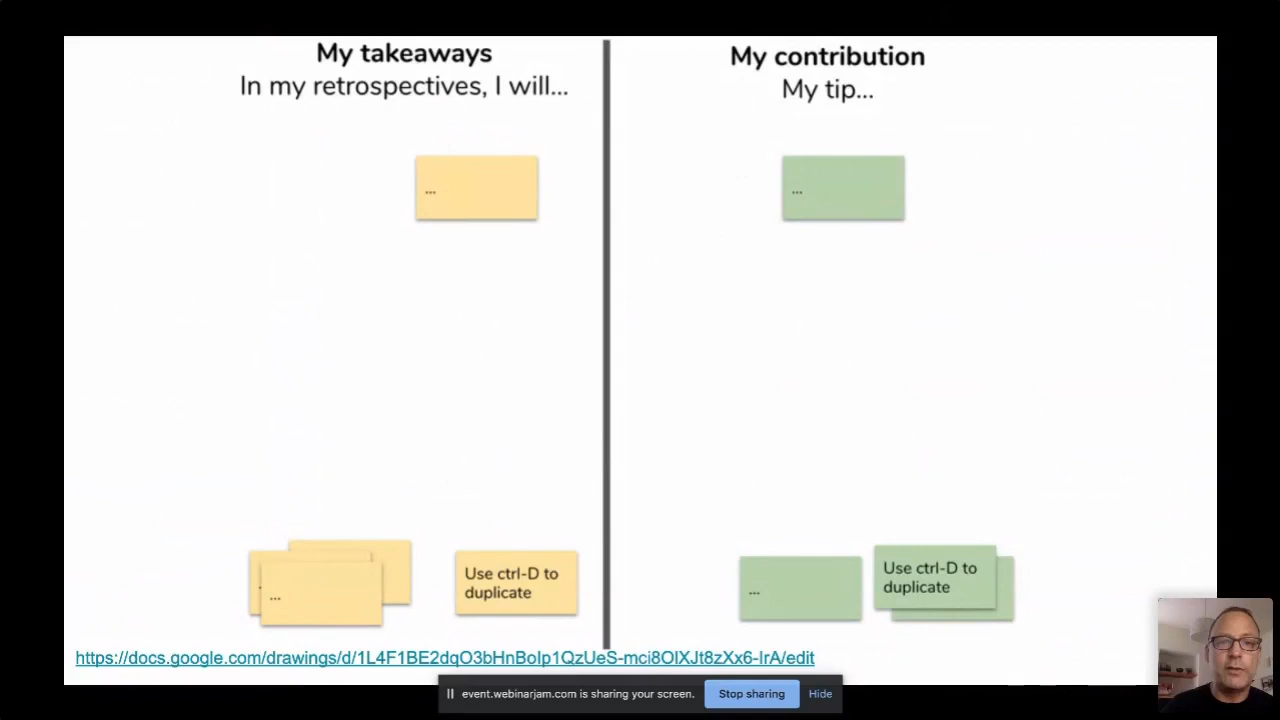 My takeaways
In my retrospectives, I will...
...
...
Use ctrl-D to
duplicate
My contribution
My tip...
...
...
Use ctrl-D to
duplicate
https://docs.google.com/drawings/d/1L4F1BE2dqO3bHnBoIp1QzUeS-mci8OlXJt8zXx6-IrA/edit
event.webinarjam.com is sharing your screen.
Stop sharing
Hide